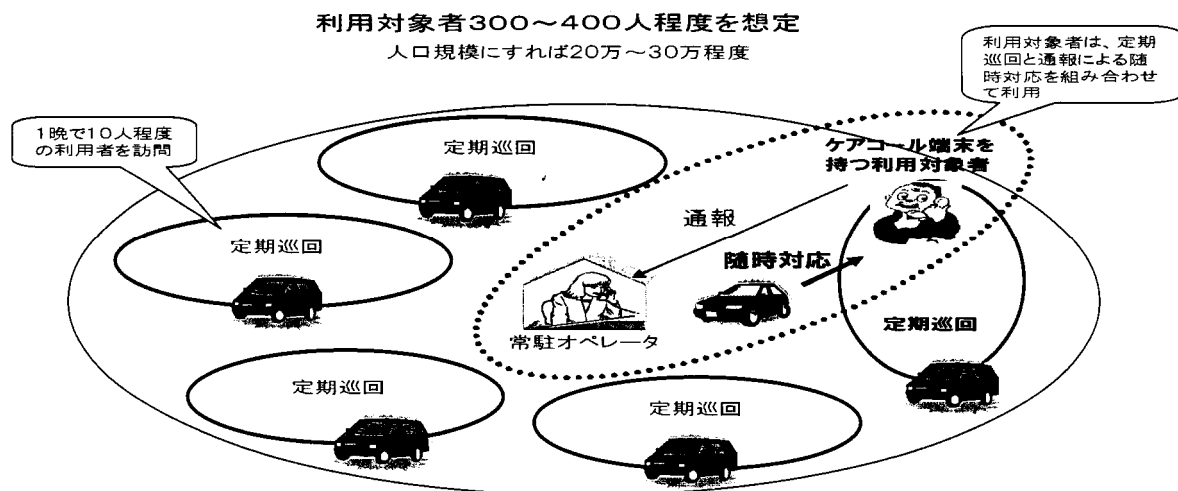 利用対象者300～400人程度を想定
人口規模にすれば20万～30万程度
利用対象者は、定期
巡回と通報による随
時対応を組み合わせ
て利用
1晩で10人程度
の利用者を訪問
定期巡回
ケアコール端末を
持つ利用対象者
通報
定期巡回
随時対応
定期巡回
常駐オペレータ
定期巡回
定期巡回